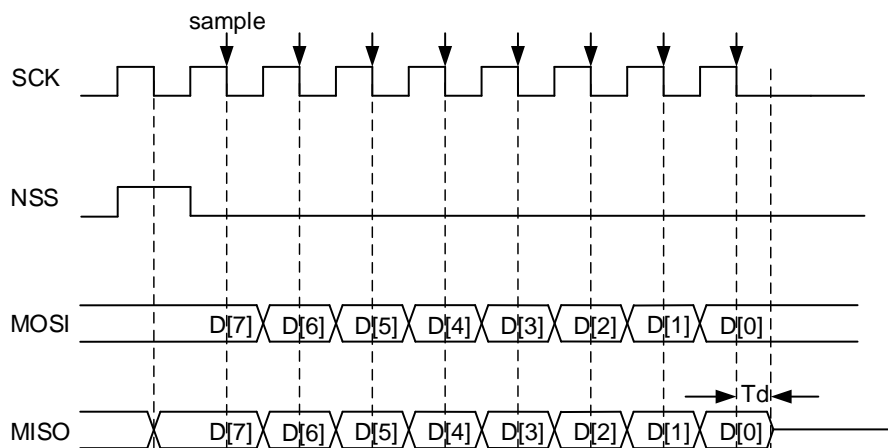 sample
SCK
NSS
MOSI D[7] D[6] D[5] D[4] D[3] D[2] D[1] D[0]
Td
MISO D[7] D[6] D[5] D[4] D[3] D[2] D[1] D[0]